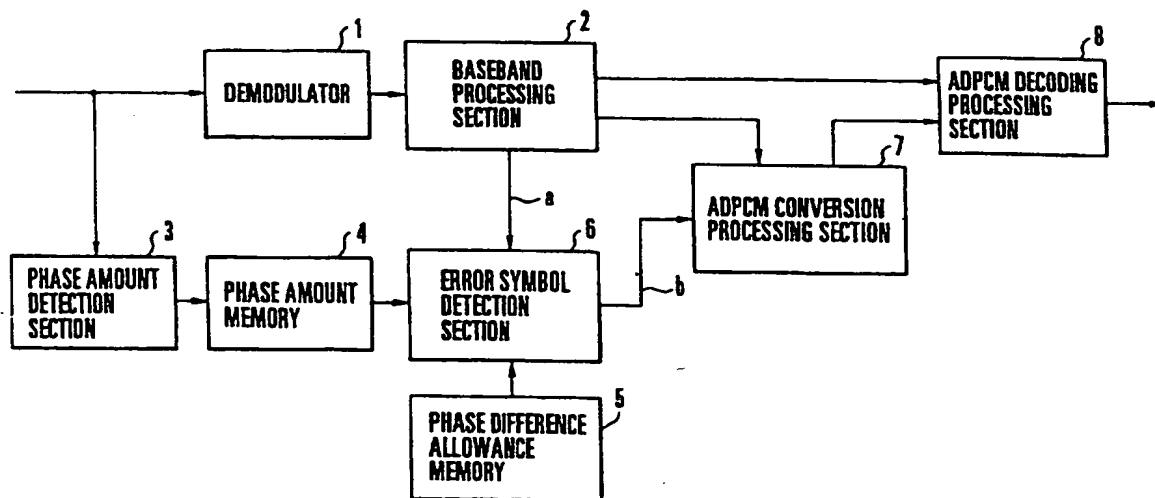 1
DEMODULATOR
2
BASEBAND
PROCESSING
SECTION
8
ADPCM DECODING
PROCESSING
SECTION
7
ADPCM CONVERSION
PROCESSING SECTION
a
3
PHASE AMOUNT
DETECTION
SECTION
4
PHASE AMOUNT
MEMORY
6
ERROR SYMBOL
DETECTION
SECTION
b
5
PHASE DIFFERENCE
ALLOWANCE
MEMORY